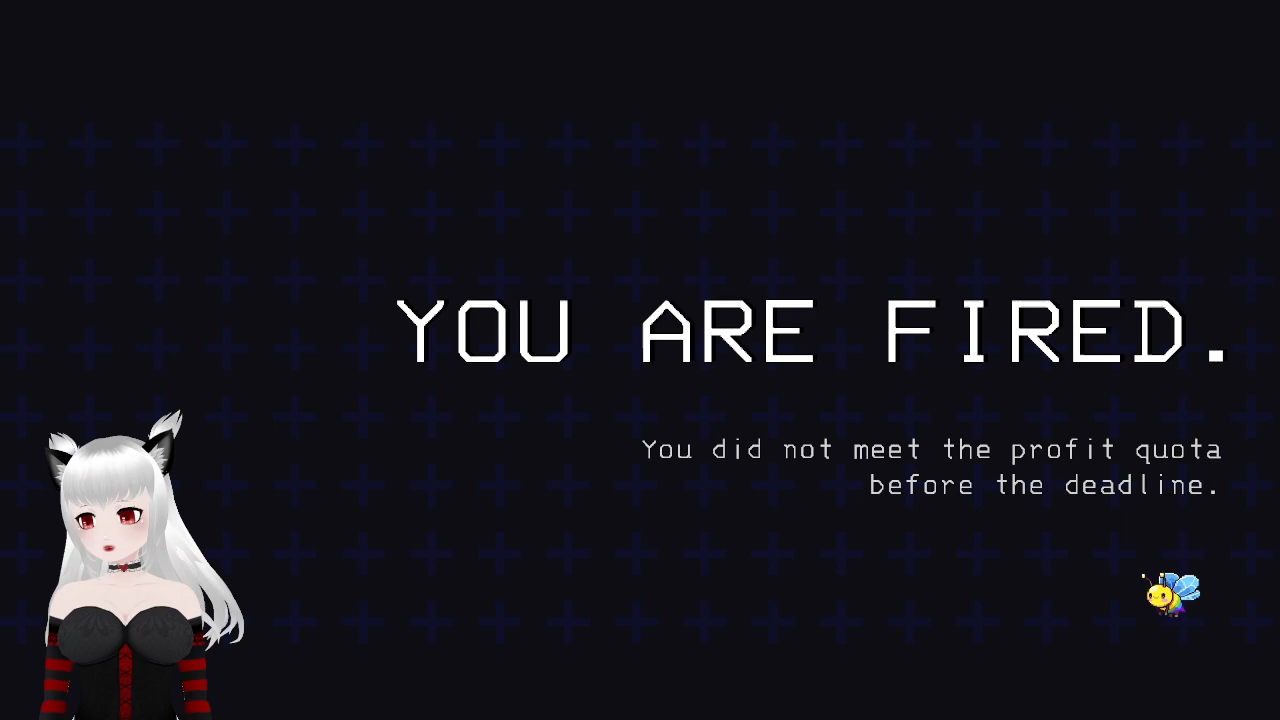 YOU ARE FIRED.
You did not meet the profit quota
before the deadline.